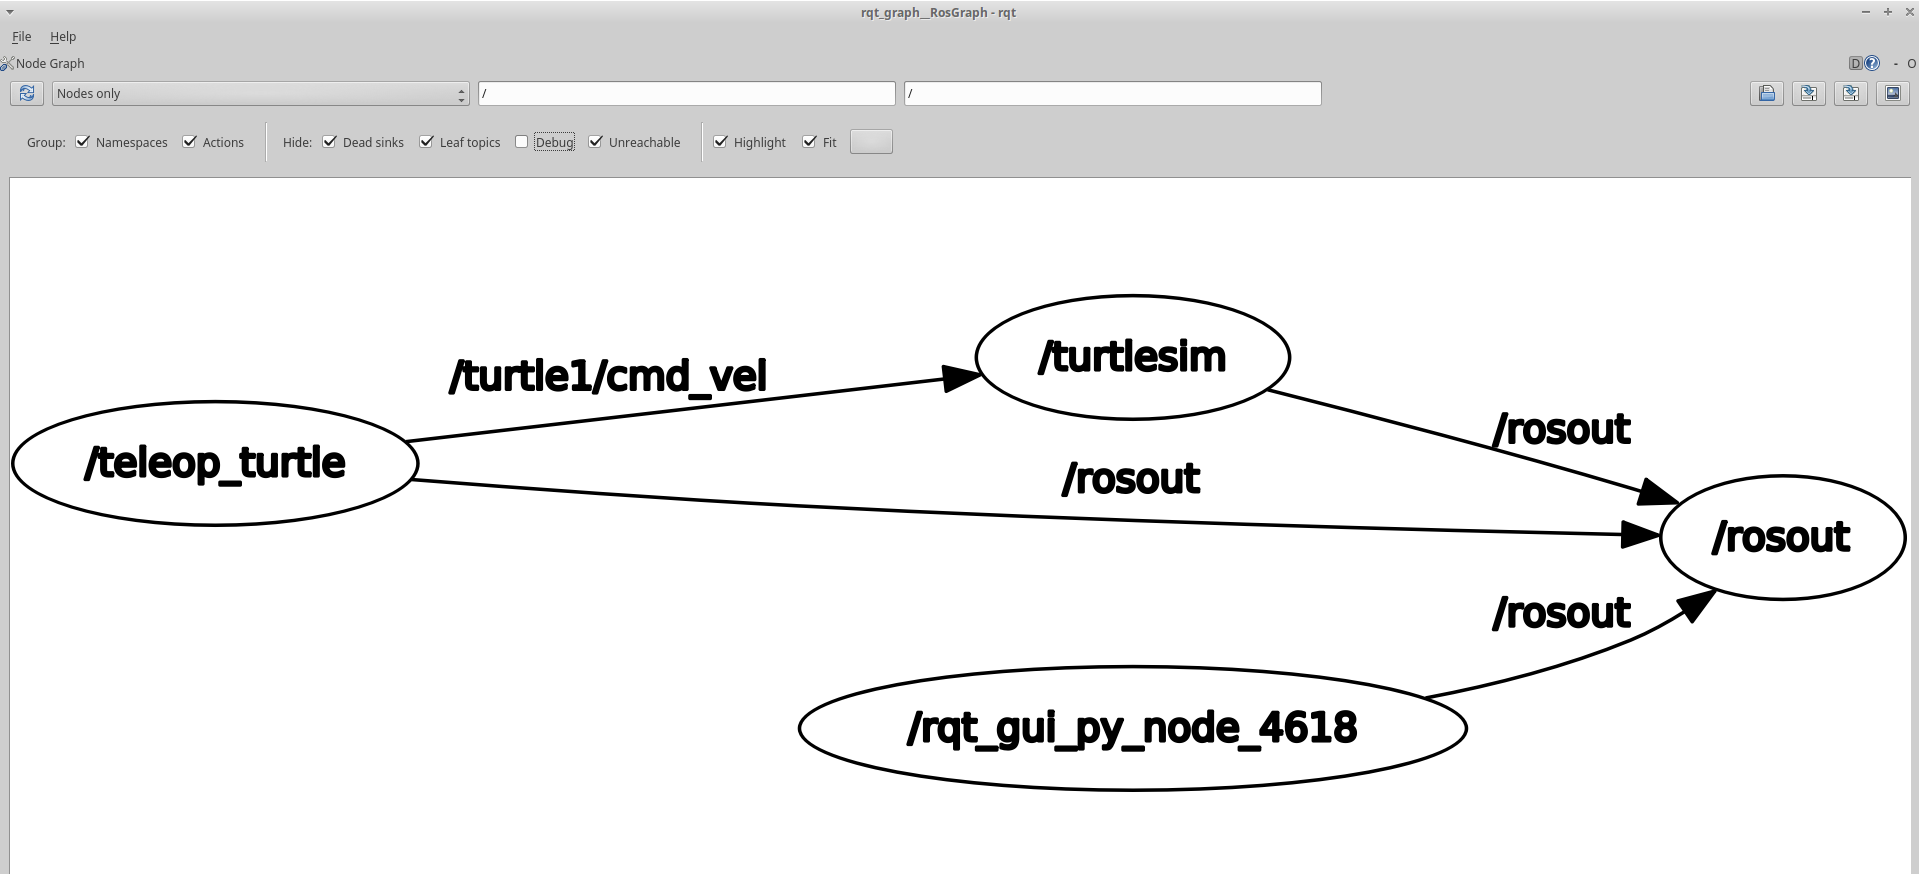 rqt_graph__RosGraph - rqt
File Help
Node Graph
D ? - O
Nodes only / /
Group: Namespaces Actions Hide: Dead sinks Leaf topics Debug Unreachable Highlight Fit
/turtlesim
/turtle1/cmd_vel
/rosout
/teleop_turtle
/rosout
/rosout
/rosout
/rqt_gui_py_node_4618